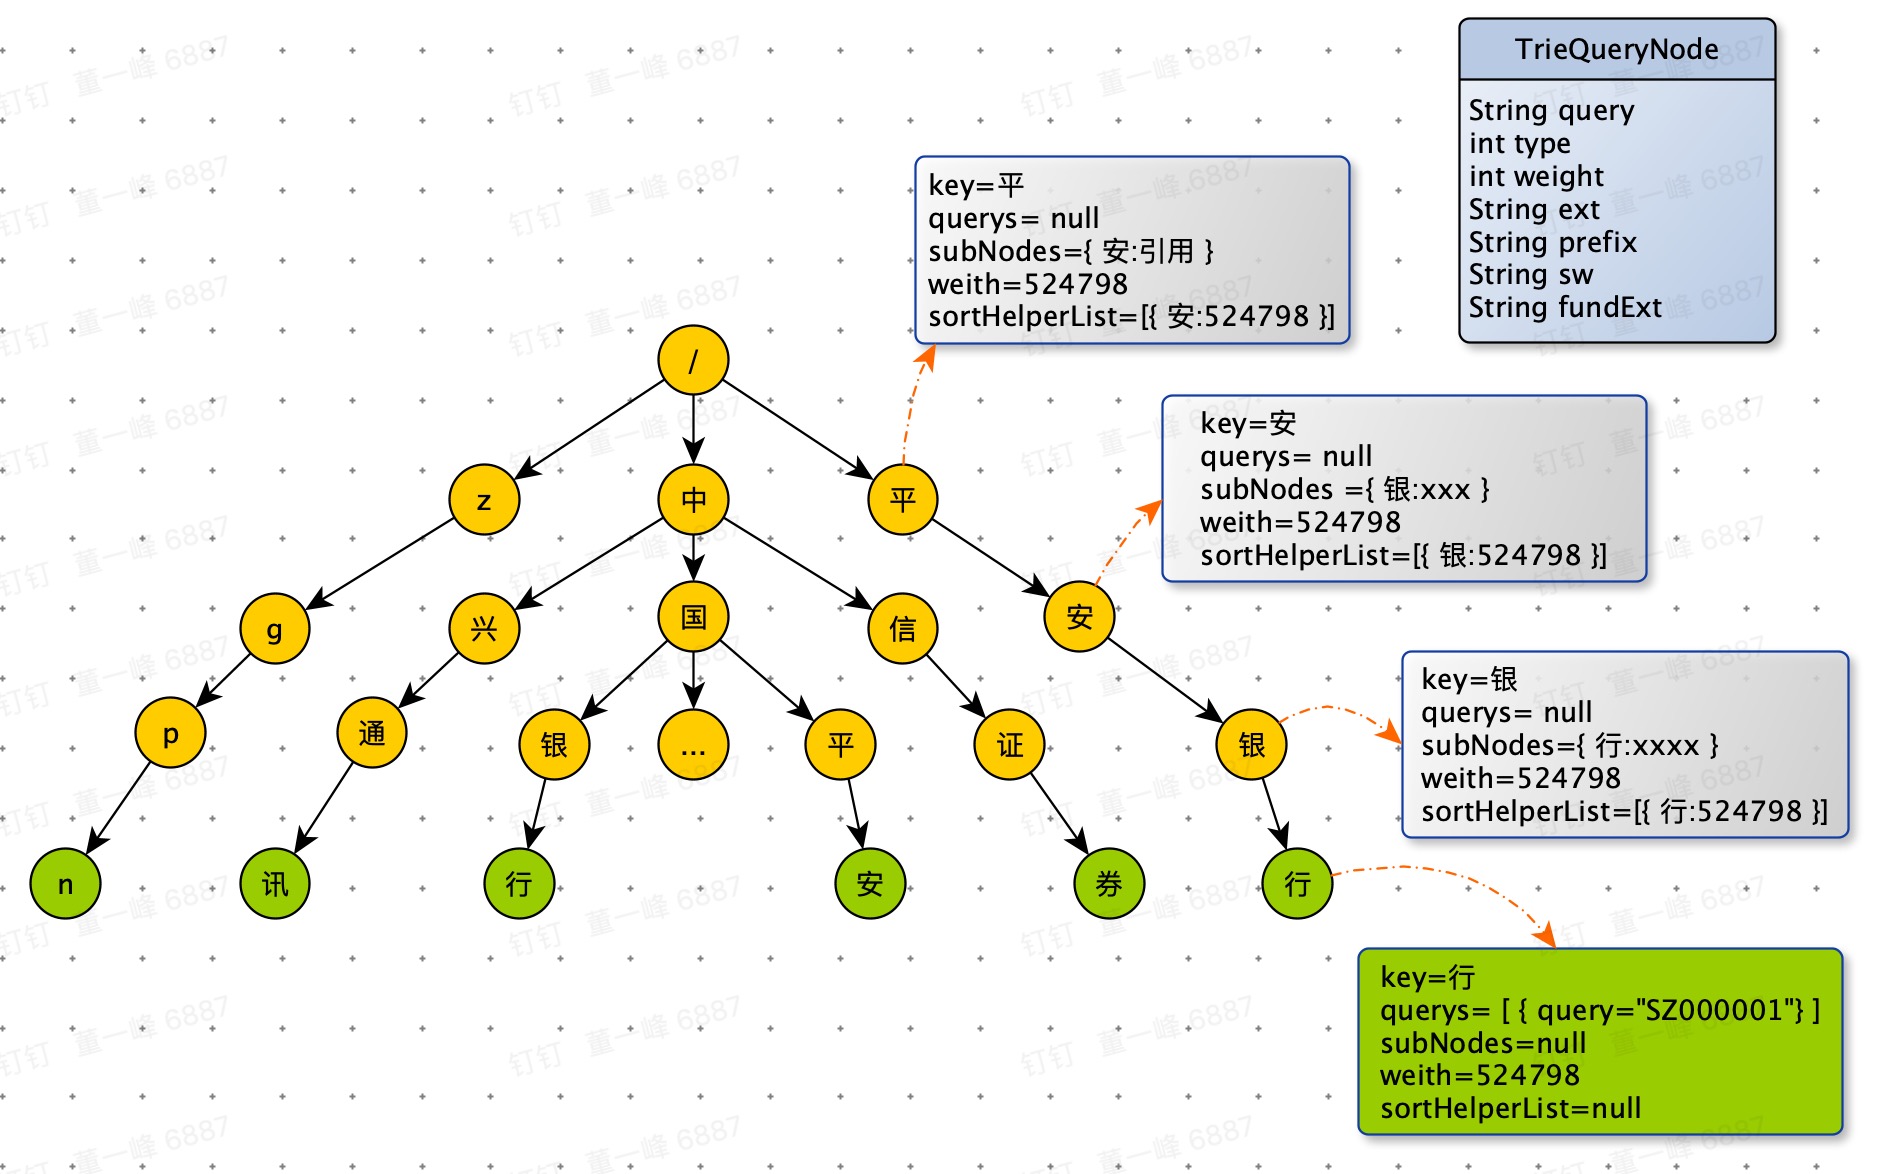 TrieQueryNode
String query
int type
int weight
String ext
String prefix
String sw
String fundExt
key=平
querys= null
subNodes={ 安:引用 }
weith=524798
sortHelperList=[{ 安:524798 }]
/
key=安
querys= null
subNodes ={ 银:xxx }
weith=524798
sortHelperList=[{ 银:524798 }]
z
中
平
g
兴
国
信
安
key=银
querys= null
subNodes={ 行:xxxx }
weith=524798
sortHelperList=[{ 行:524798 }]
p
通
银
...
平
证
银
n
讯
行
安
券
行
key=行
querys= [ { query="SZ000001"} ]
subNodes=null
weith=524798
sortHelperList=null
钉钉 董一峰 6887